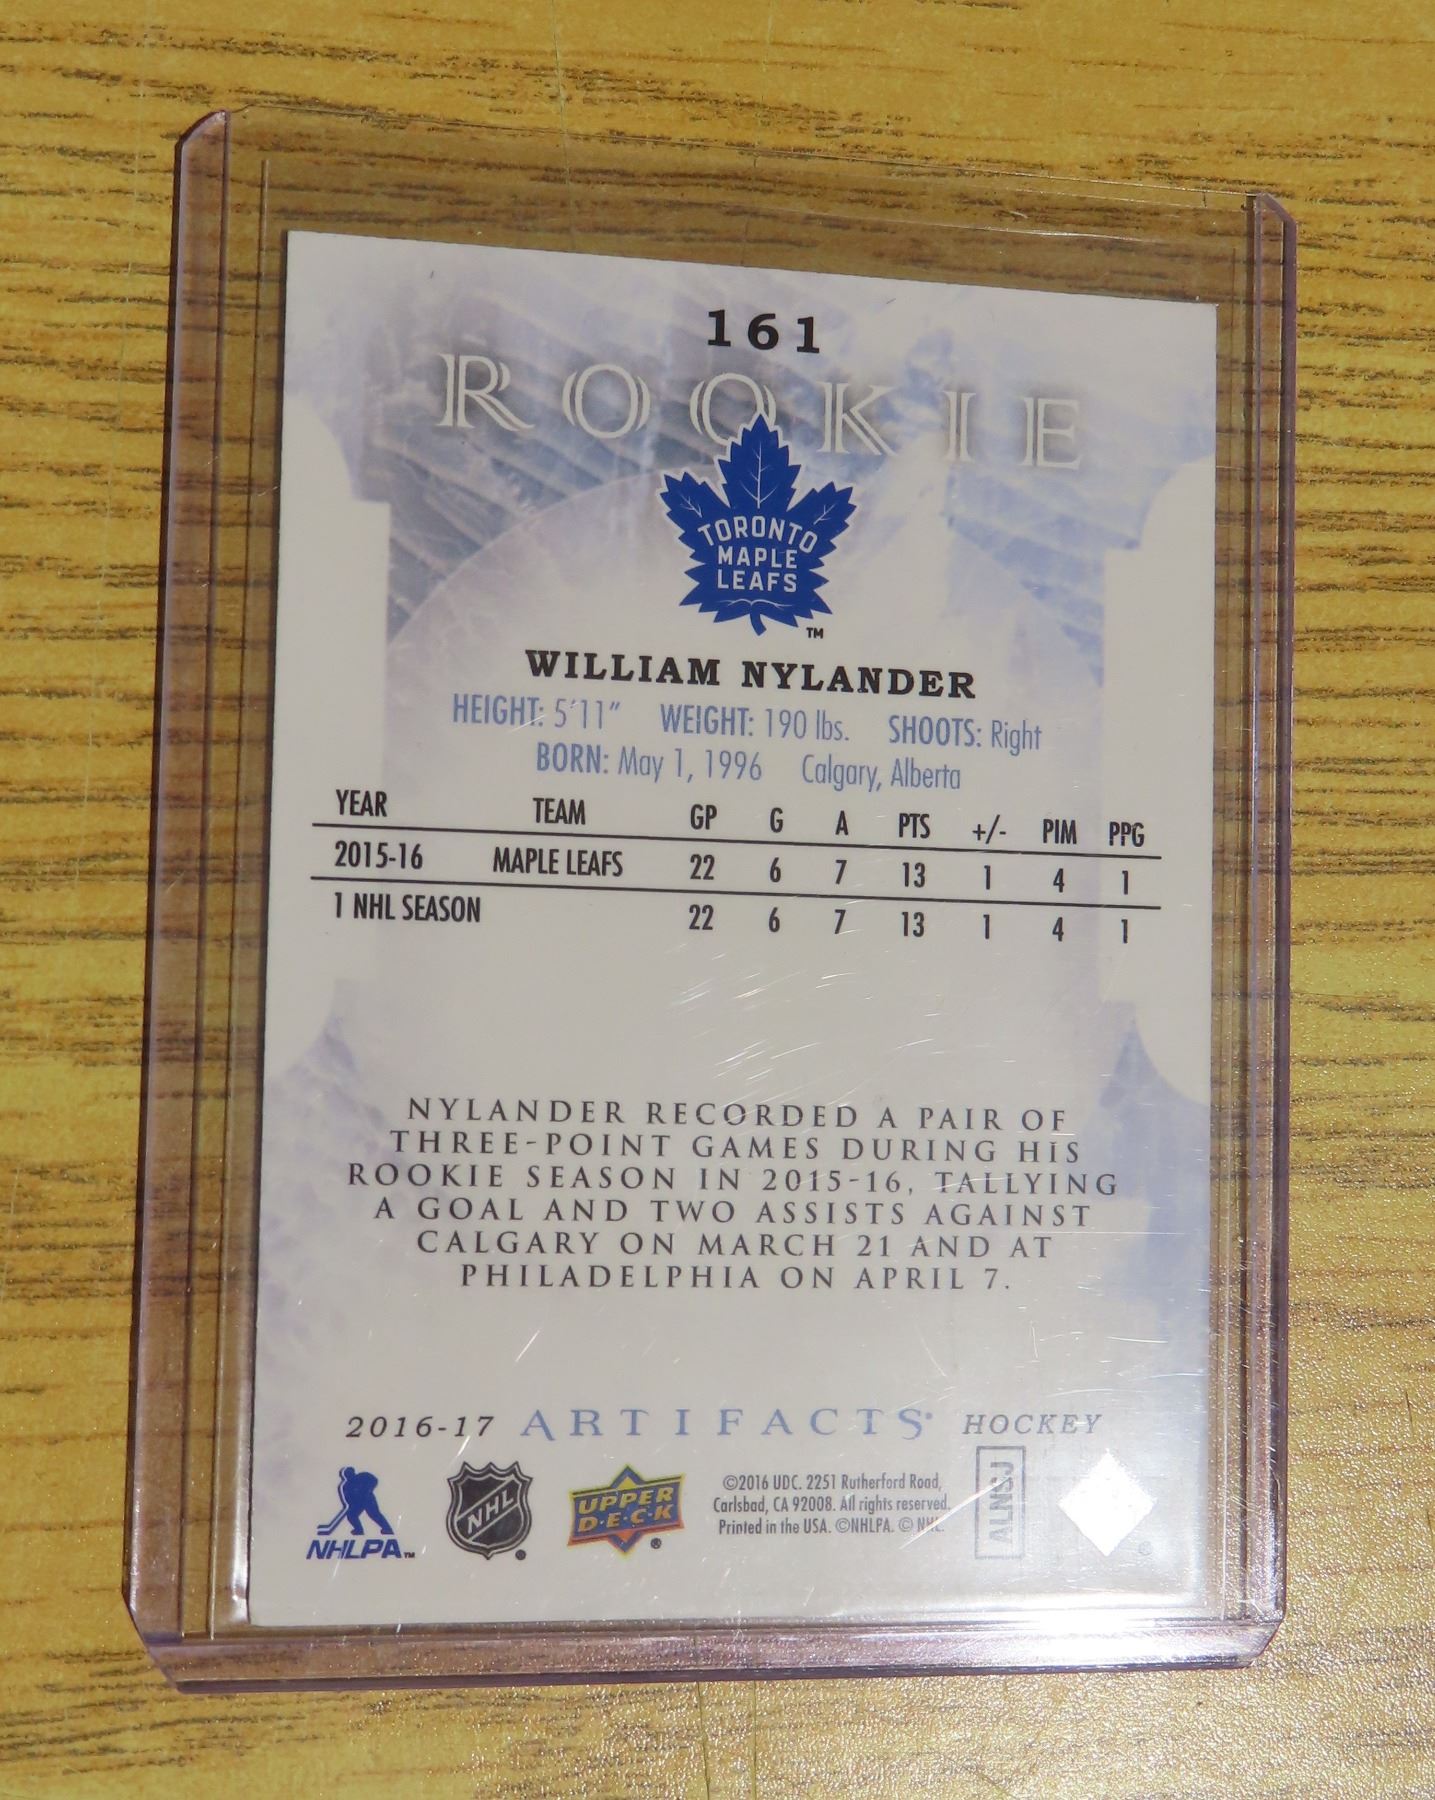 161
ROOKIE
TORONTO
MAPLE
LEAFS
TM
WILLIAM NYLANDER
HEIGHT: 5'11" WEIGHT: 190 lbs. SHOOTS: Right
BORN: May 1, 1996 Calgary, Alberta
YEAR TEAM GP G A PTS +/- PIM PPG
2015-16 MAPLE LEAFS 22 6 7 13 1 4 1
1 NHL SEASON 22 6 7 13 1 4 1
NYLANDER RECORDED A PAIR OF
THREE-POINT GAMES DURING HIS
ROOKIE SEASON IN 2015-16, TALLYING
A GOAL AND TWO ASSISTS AGAINST
CALGARY ON MARCH 21 AND AT
PHILADELPHIA ON APRIL 7.
2016-17 ARTIFACTS® HOCKEY
NHLPA™
NHL®
UPPER
D·E·C·K®
©2016 UDC. 2251 Rutherford Road,
Carlsbad, CA 92008. All rights reserved.
Printed in the USA. ©NHLPA. © NHL.
ALNSJ
®